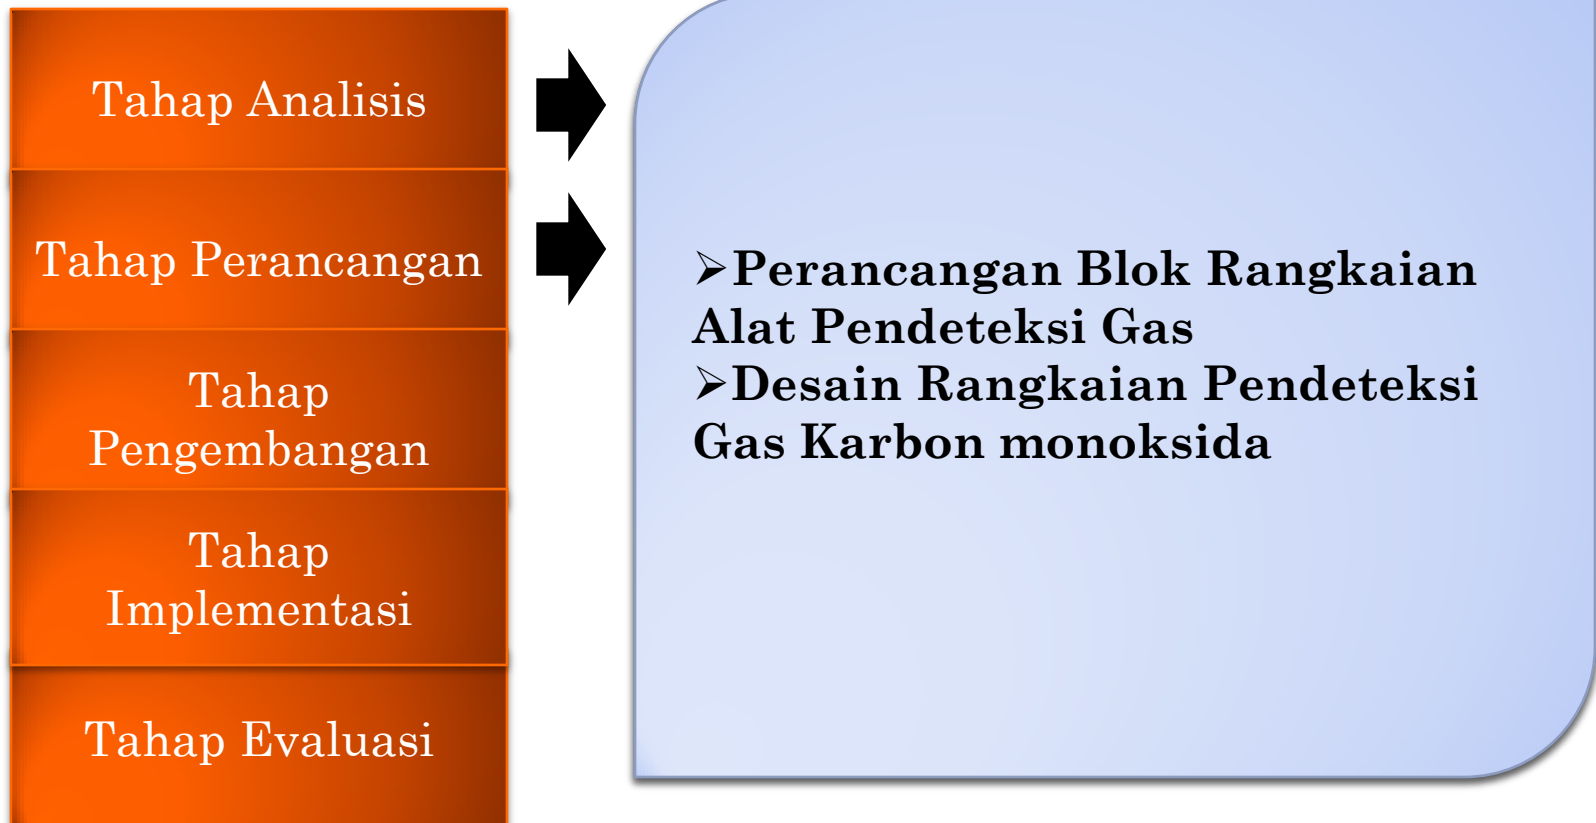 Tahap Analisis
Tahap Perancangan
Tahap
Pengembangan
Tahap
Implementasi
Tahap Evaluasi
➢Perancangan Blok Rangkaian
Alat Pendeteksi Gas
➢Desain Rangkaian Pendeteksi
Gas Karbon monoksida